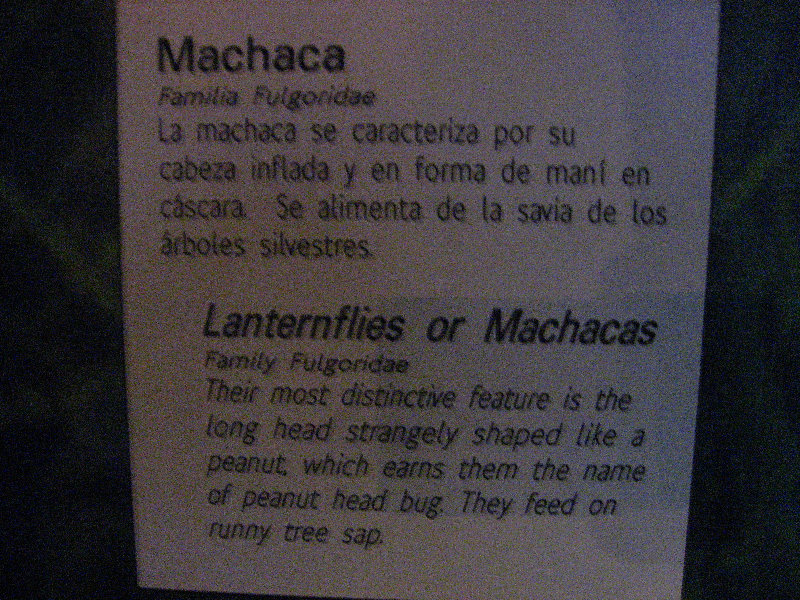 Machaca
Familia Fulgoridae
La machaca se caracteriza por su
cabeza inflada y en forma de maní en
cáscara. Se alimenta de la savia de los
árboles silvestres.
Lanternflies or Machacas
Family Fulgoridae
Their most distinctive feature is the
long head strangely shaped like a
peanut, which earns them the name
of peanut head bug. They feed on
runny tree sap.